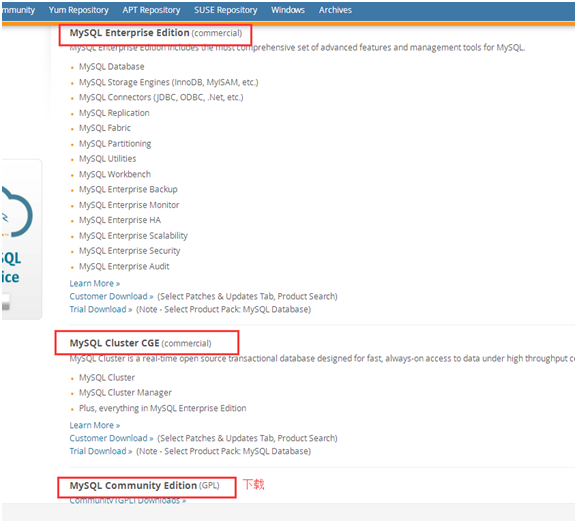 mmunity Yum Repository APT Repository SUSE Repository Windows Archives
MySQL Enterprise Edition (commercial)
MySQL Enterprise Edition includes the most comprehensive set of advanced features and management tools for MySQL.
MySQL Database
MySQL Storage Engines (InnoDB, MyISAM, etc.)
MySQL Connectors (JDBC, ODBC, .Net, etc.)
MySQL Replication
MySQL Fabric
MySQL Partitioning
MySQL Utilities
MySQL Workbench
MySQL Enterprise Backup
MySQL Enterprise Monitor
MySQL Enterprise HA
MySQL Enterprise Scalability
MySQL Enterprise Security
MySQL Enterprise Audit
SQL
ice
Learn More »
Customer Download » (Select Patches & Updates Tab, Product Search)
Trial Download » (Note - Select Product Pack: MySQL Database)
MySQL Cluster CGE (commercial)
MySQL Cluster is a real-time open source transactional database designed for fast, always-on access to data under high throughput c
MySQL Cluster
MySQL Cluster Manager
Plus, everything in MySQL Enterprise Edition
Learn More »
Customer Download » (Select Patches & Updates Tab, Product Search)
Trial Download » (Note - Select Product Pack: MySQL Database)
MySQL Community Edition (GPL) 下载
Community (GPL) Downloads »